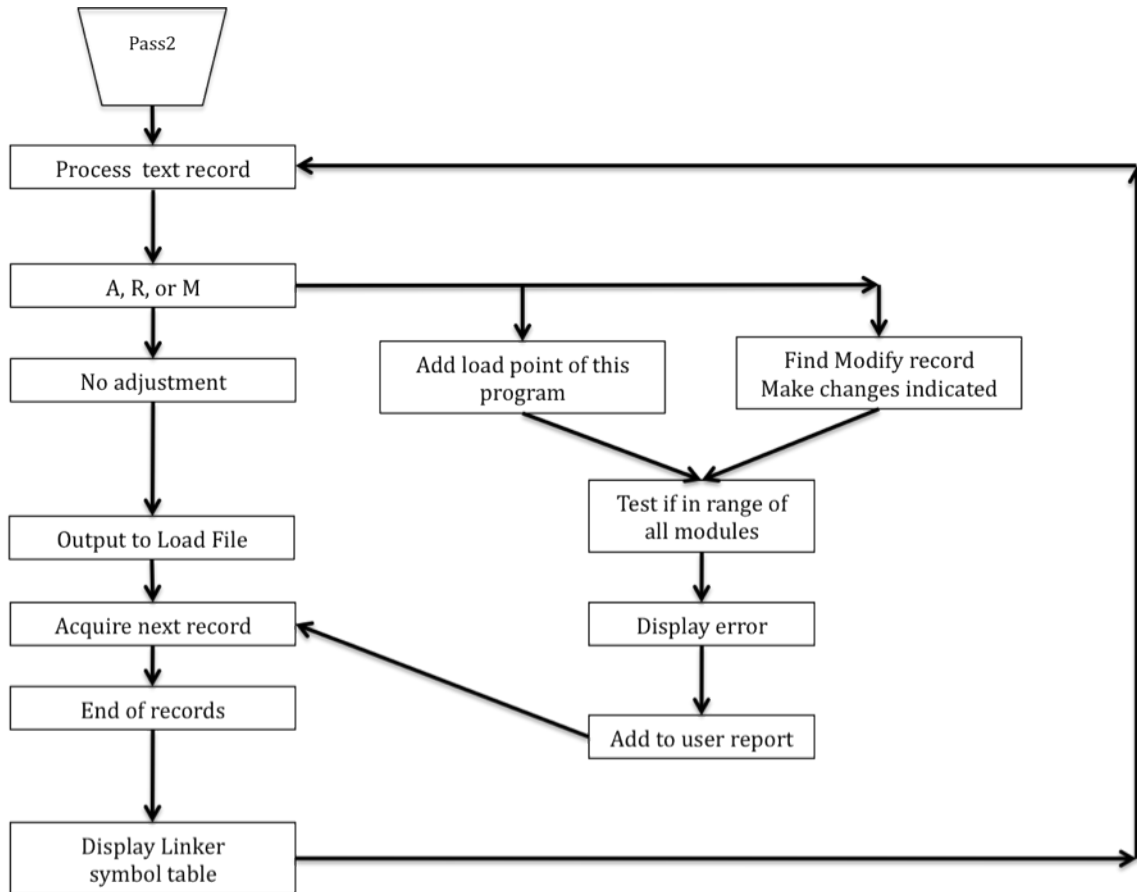 Pass2
Process text record
A, R, or M
No adjustment
Add load point of this
program
Find Modify record
Make changes indicated
Test if in range of
all modules
Output to Load File
Acquire next record
Display error
End of records
Add to user report
Display Linker
symbol table